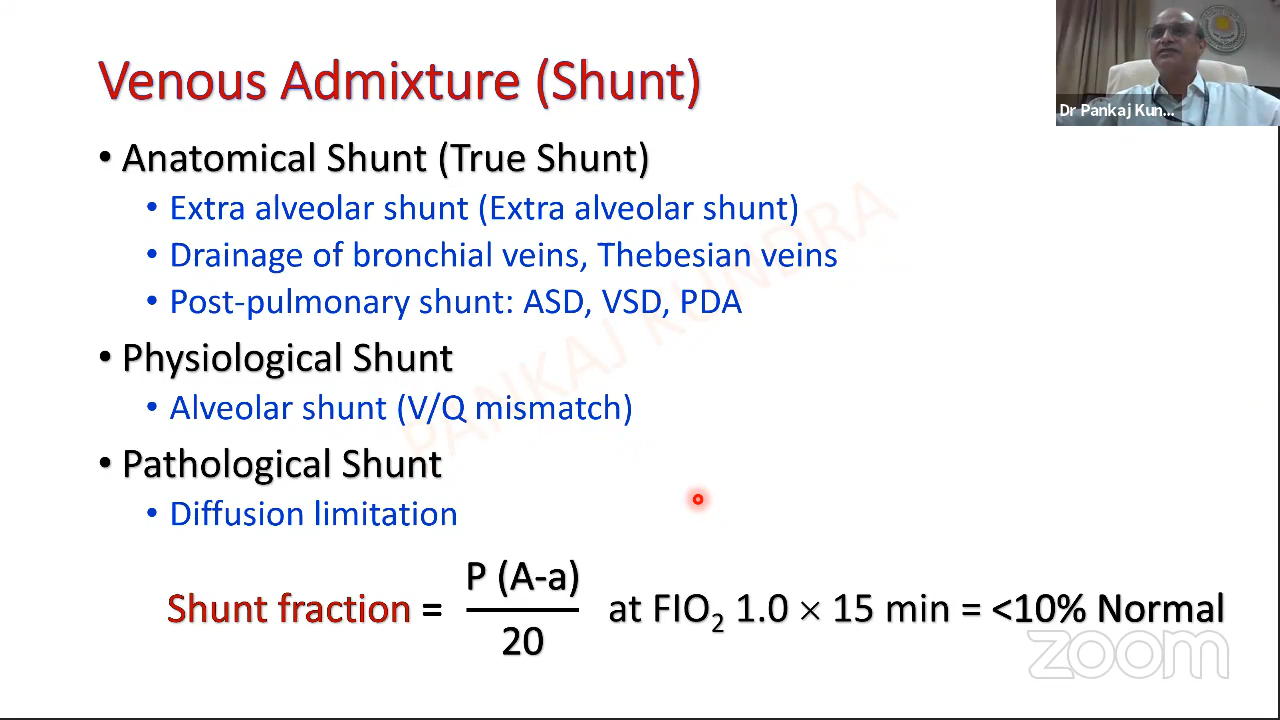 Venous Admixture (Shunt)
Dr Pankaj Kun...
• Anatomical Shunt (True Shunt)
• Extra alveolar shunt (Extra alveolar shunt)
• Drainage of bronchial veins, Thebesian veins
• Post-pulmonary shunt: ASD, VSD, PDA
• Physiological Shunt
• Alveolar shunt (V/Q mismatch)
• Pathological Shunt
• Diffusion limitation
PANKAJ KUNDRA
Shunt fraction = P (A-a) / 20 at FIO₂ 1.0 × 15 min = <10% Normal
zoom